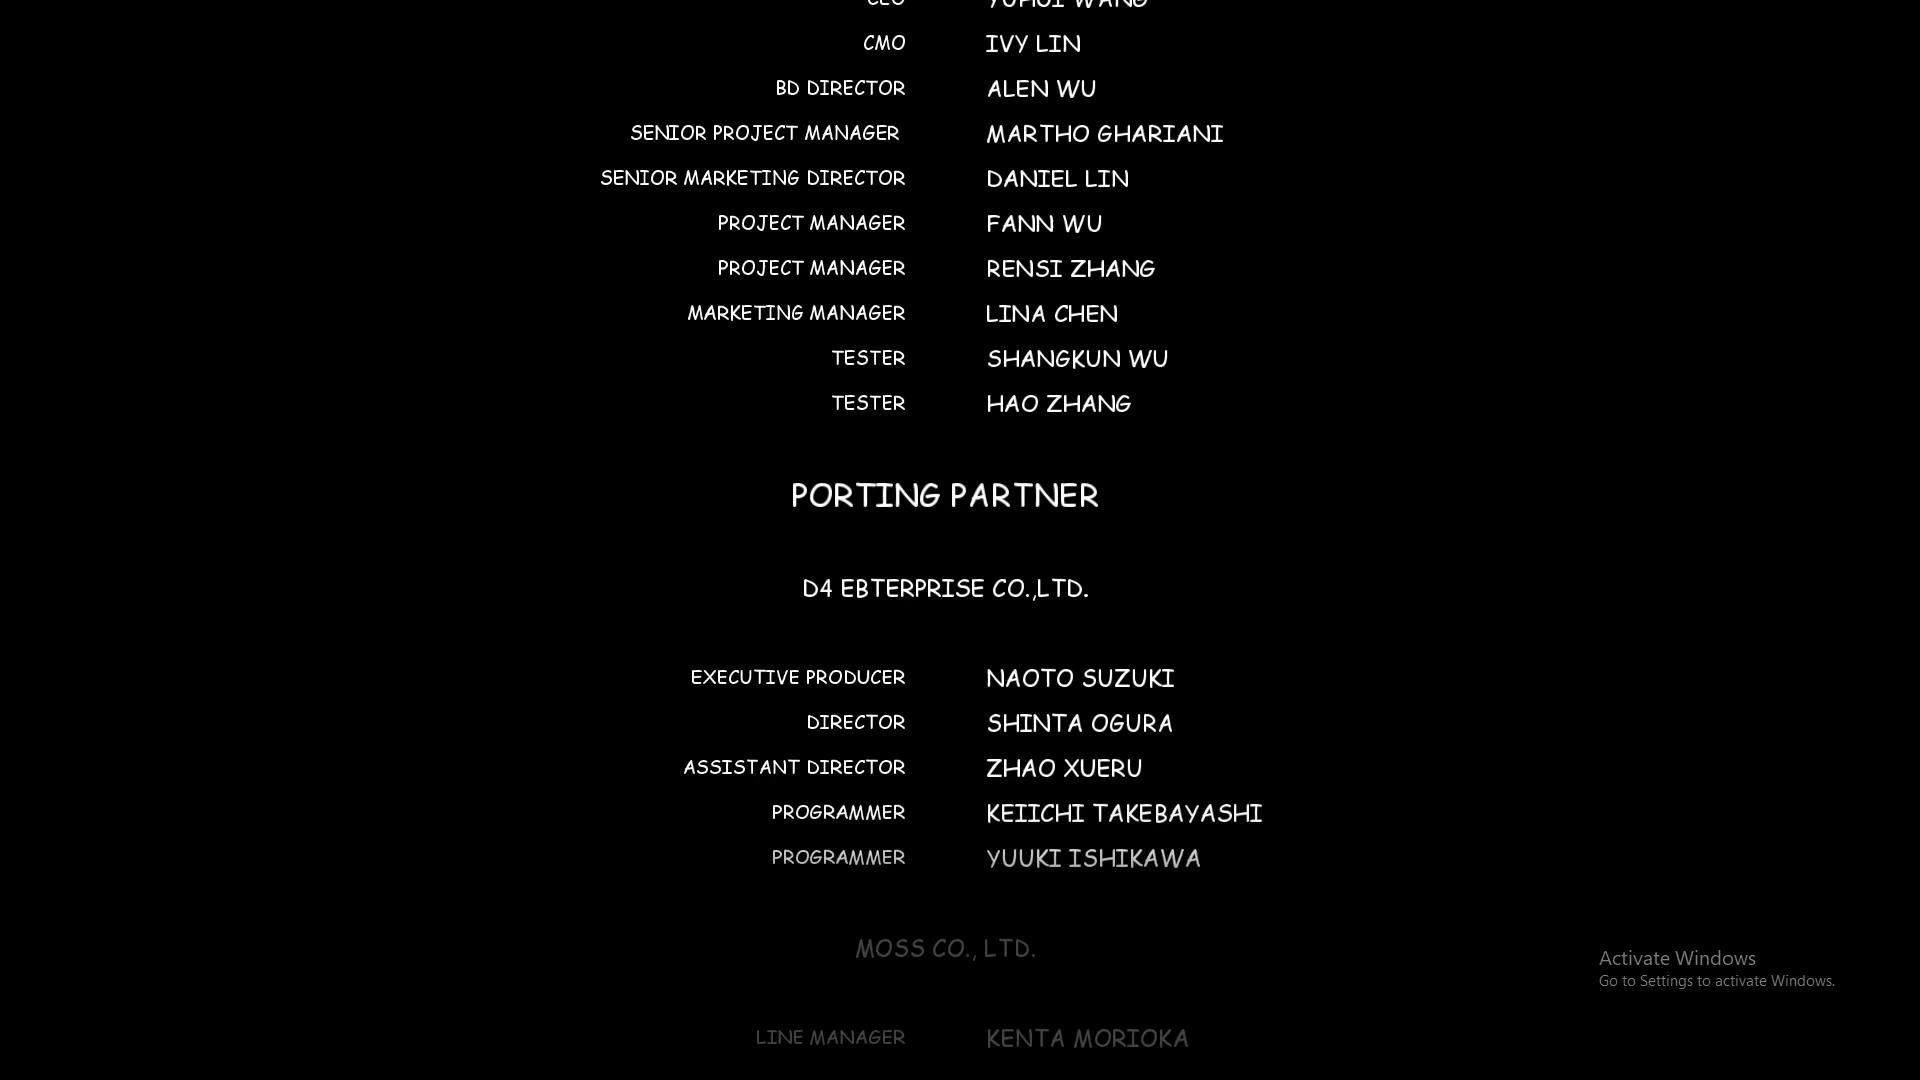 CEO YUHUI WANG
CMO IVY LIN
BD DIRECTOR ALEN WU
SENIOR PROJECT MANAGER MARTHO GHARIANI
SENIOR MARKETING DIRECTOR DANIEL LIN
PROJECT MANAGER FANN WU
PROJECT MANAGER RENSI ZHANG
MARKETING MANAGER LINA CHEN
TESTER SHANGKUN WU
TESTER HAO ZHANG
PORTING PARTNER
D4 EBTERPRISE CO.,LTD.
EXECUTIVE PRODUCER NAOTO SUZUKI
DIRECTOR SHINTA OGURA
ASSISTANT DIRECTOR ZHAO XUERU
PROGRAMMER KEIICHI TAKEBAYASHI
PROGRAMMER YUUKI ISHIKAWA
MOSS CO., LTD.
Activate Windows
Go to Settings to activate Windows.
LINE MANAGER KENTA MORIOKA